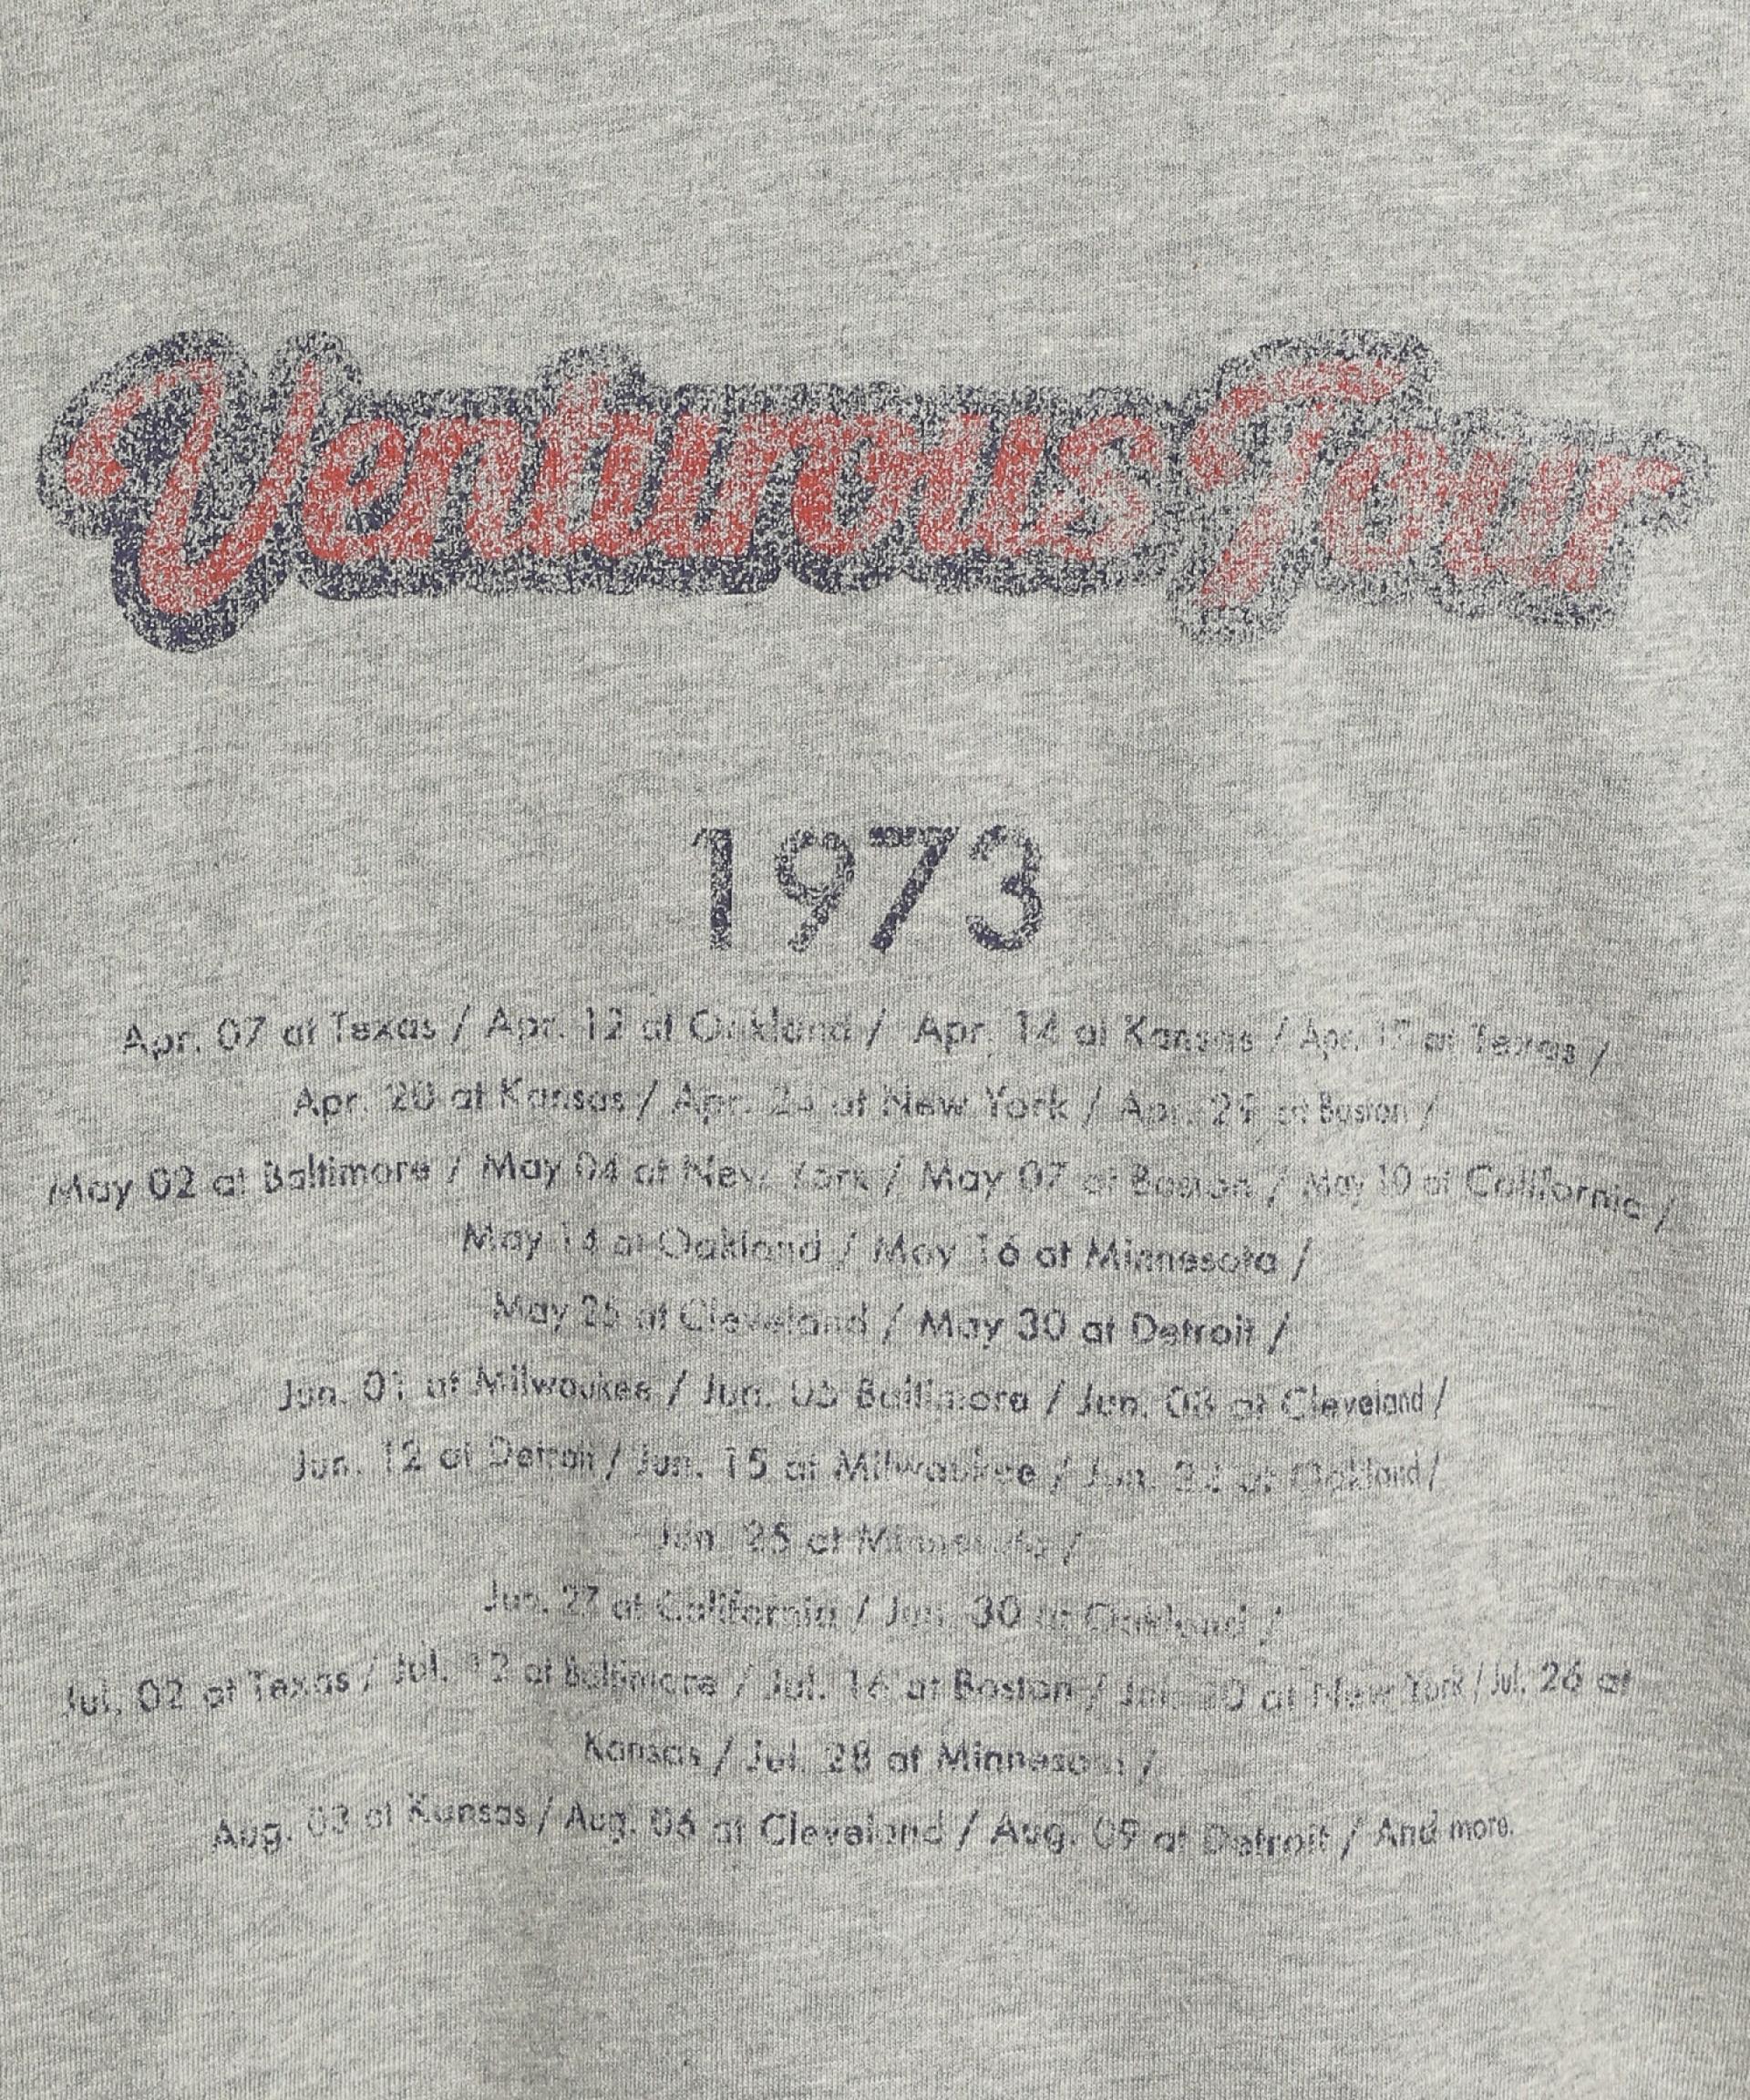 Venturous Tour
1973
Apr. 07 at Texas / Apr. 12 at Oakland / Apr. 14 at Kansas / Apr. 17 at Texas /
Apr. 20 at Kansas / Apr. 24 at New York / Apr. 29 at Boston /
May 02 at Baltimore / May 04 at New York / May 07 at Boston / May 10 at California /
May 14 at Oakland / May 16 at Minnesota /
May 25 at Cleveland / May 30 at Detroit /
Jun. 01 at Milwaukee / Jun. 05 Baltimore / Jun. 08 at Cleveland /
Jun. 12 at Detroit / Jun. 15 at Milwaukee / Jun. at Oakland /
Jun. 25 at Minnesota /
Jun. 27 at California / Jun. 30 at Oakland /
Jul. 02 at Texas / Jul. 12 at Baltimore / Jul. 16 at Boston / Jul. 20 at New York / Jul. 26 at
Kansas / Jul. 28 at Minnesota /
Aug. 03 at Kansas / Aug. 06 at Cleveland / Aug. 09 at Detroit / And more.